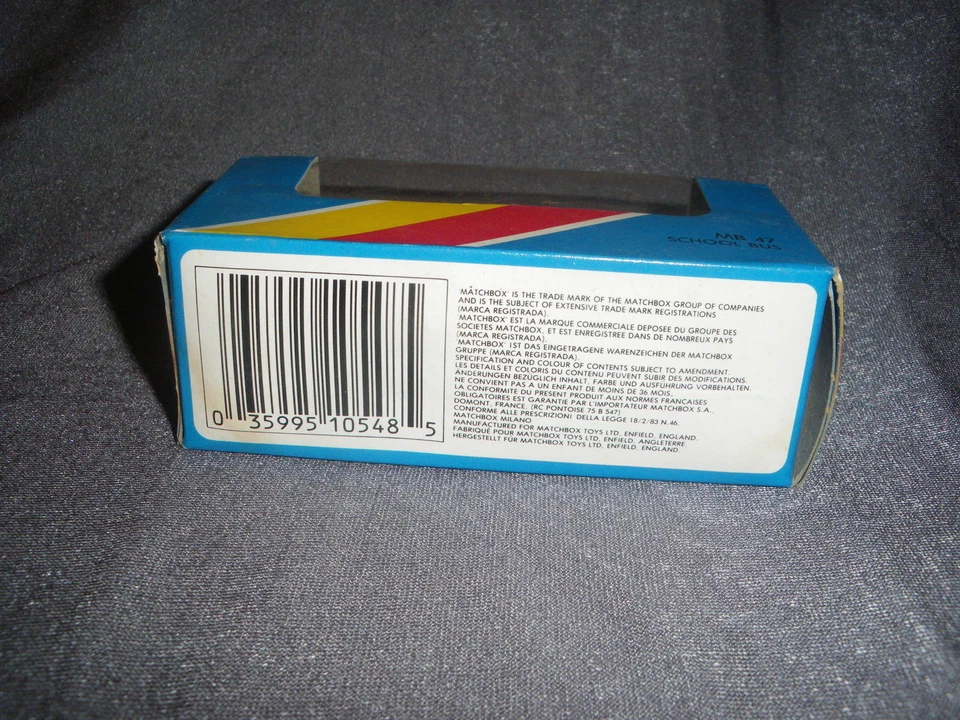 MB 47
SCHOOL BUS
0 35995 10548 5
MATCHBOX' IS THE TRADE MARK OF THE MATCHBOX GROUP OF COMPANIES
AND IS THE SUBJECT OF EXTENSIVE TRADE MARK REGISTRATIONS
(MARCA REGISTRADA).
'MATCHBOX' EST LA MARQUE COMMERCIALE DEPOSEE DU GROUPE DES
SOCIETES MATCHBOX, ET EST ENREGISTREE DANS DE NOMBREUX PAYS
(MARCA REGISTRADA).
'MATCHBOX' IST DAS EINGETRAGENE WARENZEICHEN DER MATCHBOX
GRUPPE (MARCA REGISTRADA).
SPECIFICATION AND COLOUR OF CONTENTS SUBJECT TO AMENDMENT.
LES DETAILS ET COLORIS DU CONTENU PEUVENT SUBIR DES MODIFICATIONS.
ÄNDERUNGEN BEZÜGLICH INHALT, FARBE UND AUSFÜHRUNG VORBEHALTEN.
NE CONVIENT PAS A UN ENFANT DE MOINS DE 36 MOIS.
LA CONFORMITE DU PRESENT PRODUIT AUX NORMES FRANCAISES
OBLIGATOIRES EST GARANTIE PAR L'IMPORTATEUR MATCHBOX S.A.,
DOMONT, FRANCE. (RC PONTOISE 75 B 547)
CONFORME ALLE PRESCRIZIONI DELLA LEGGE 18/2/83 N.46.
MATCHBOX MILANO
MANUFACTURED FOR MATCHBOX TOYS LTD, ENFIELD, ENGLAND.
FABRIQUÉ POUR MATCHBOX TOYS LTD, ENFIELD, ANGLETERRE
HERGESTELLT FÜR MATCHBOX TOYS LTD, ENFIELD, ENGLAND.